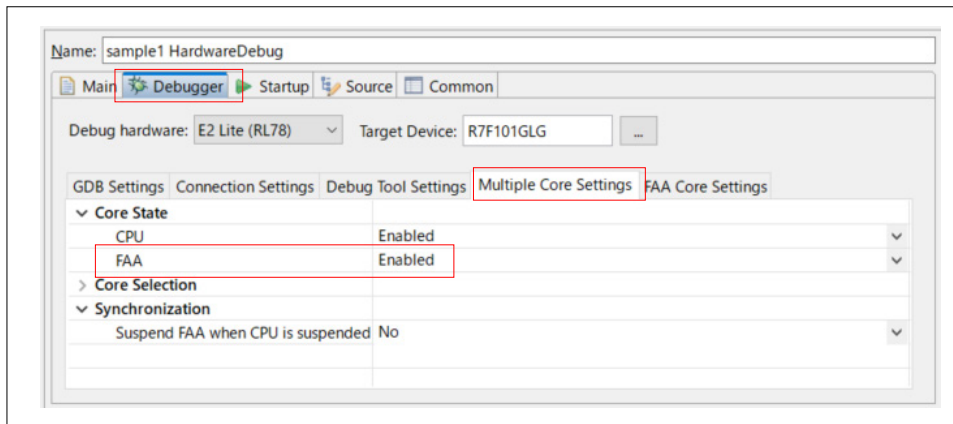 Name: sample1 HardwareDebug
Main Debugger Startup Source Common
Debug hardware: E2 Lite (RL78) Target Device: R7F101GLG ...
GDB Settings Connection Settings Debug Tool Settings Multiple Core Settings FAA Core Settings
Core State
CPU Enabled
FAA Enabled
Core Selection
Synchronization
Suspend FAA when CPU is suspended No